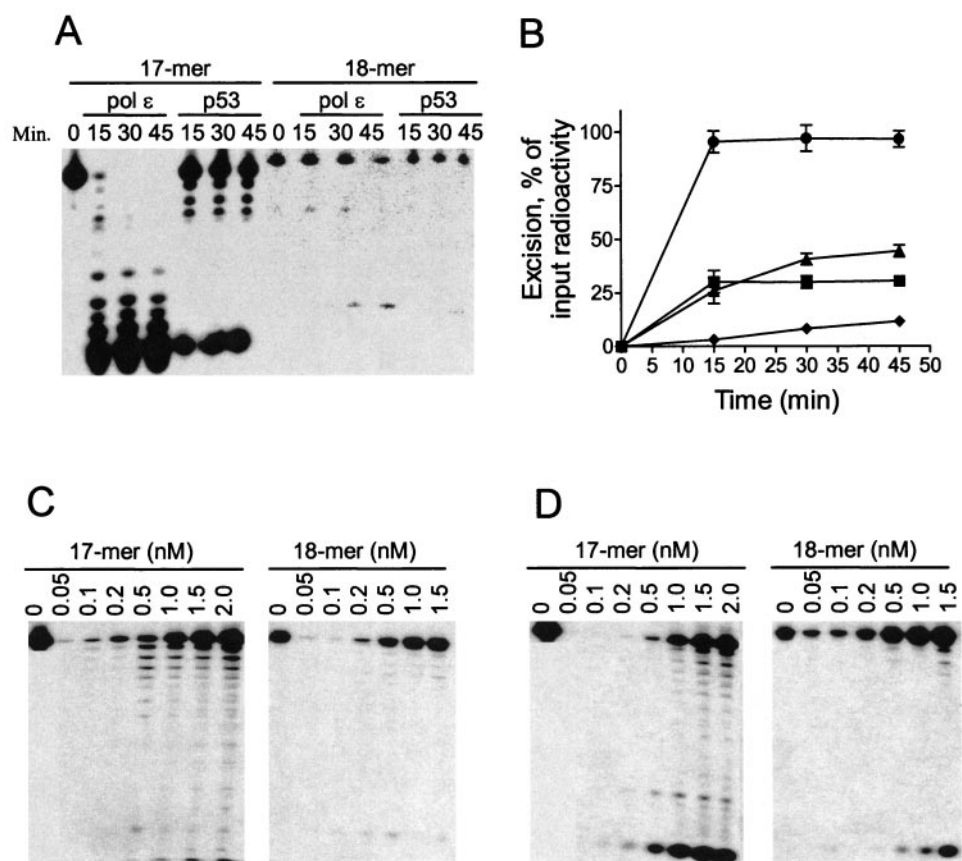 A
17-mer 18-mer
pol ε p53 pol ε p53
Min. 0 15 30 45 15 30 45 0 15 30 45 15 30 45
B
Excision, % of
input radioactivity
100
75
50
25
0
0 5 10 15 20 25 30 35 40 45 50
Time (min)
C
17-mer (nM) 18-mer (nM)
0 0.05 0.1 0.2 0.5 1.0 1.5 2.0 0 0.05 0.1 0.2 0.5 1.0 1.5
D
17-mer (nM) 18-mer (nM)
0 0.05 0.1 0.2 0.5 1.0 1.5 2.0 0 0.05 0.1 0.2 0.5 1.0 1.5